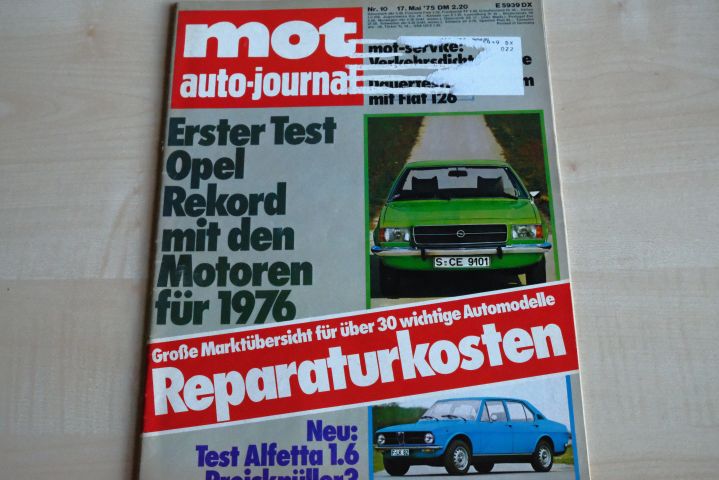 Nr. 10 17. Mai '75 DM 2.20 E 5939 DX
mot
auto-journal
mot-service:
mit Fiat 126
Erster Test
Opel
Rekord
mit den
Motoren
für 1976
S-CE 9101
Große Marktübersicht für über 30 wichtige Automodelle
Reparaturkosten
Neu:
Test Alfetta 1.6
Preisknüller?